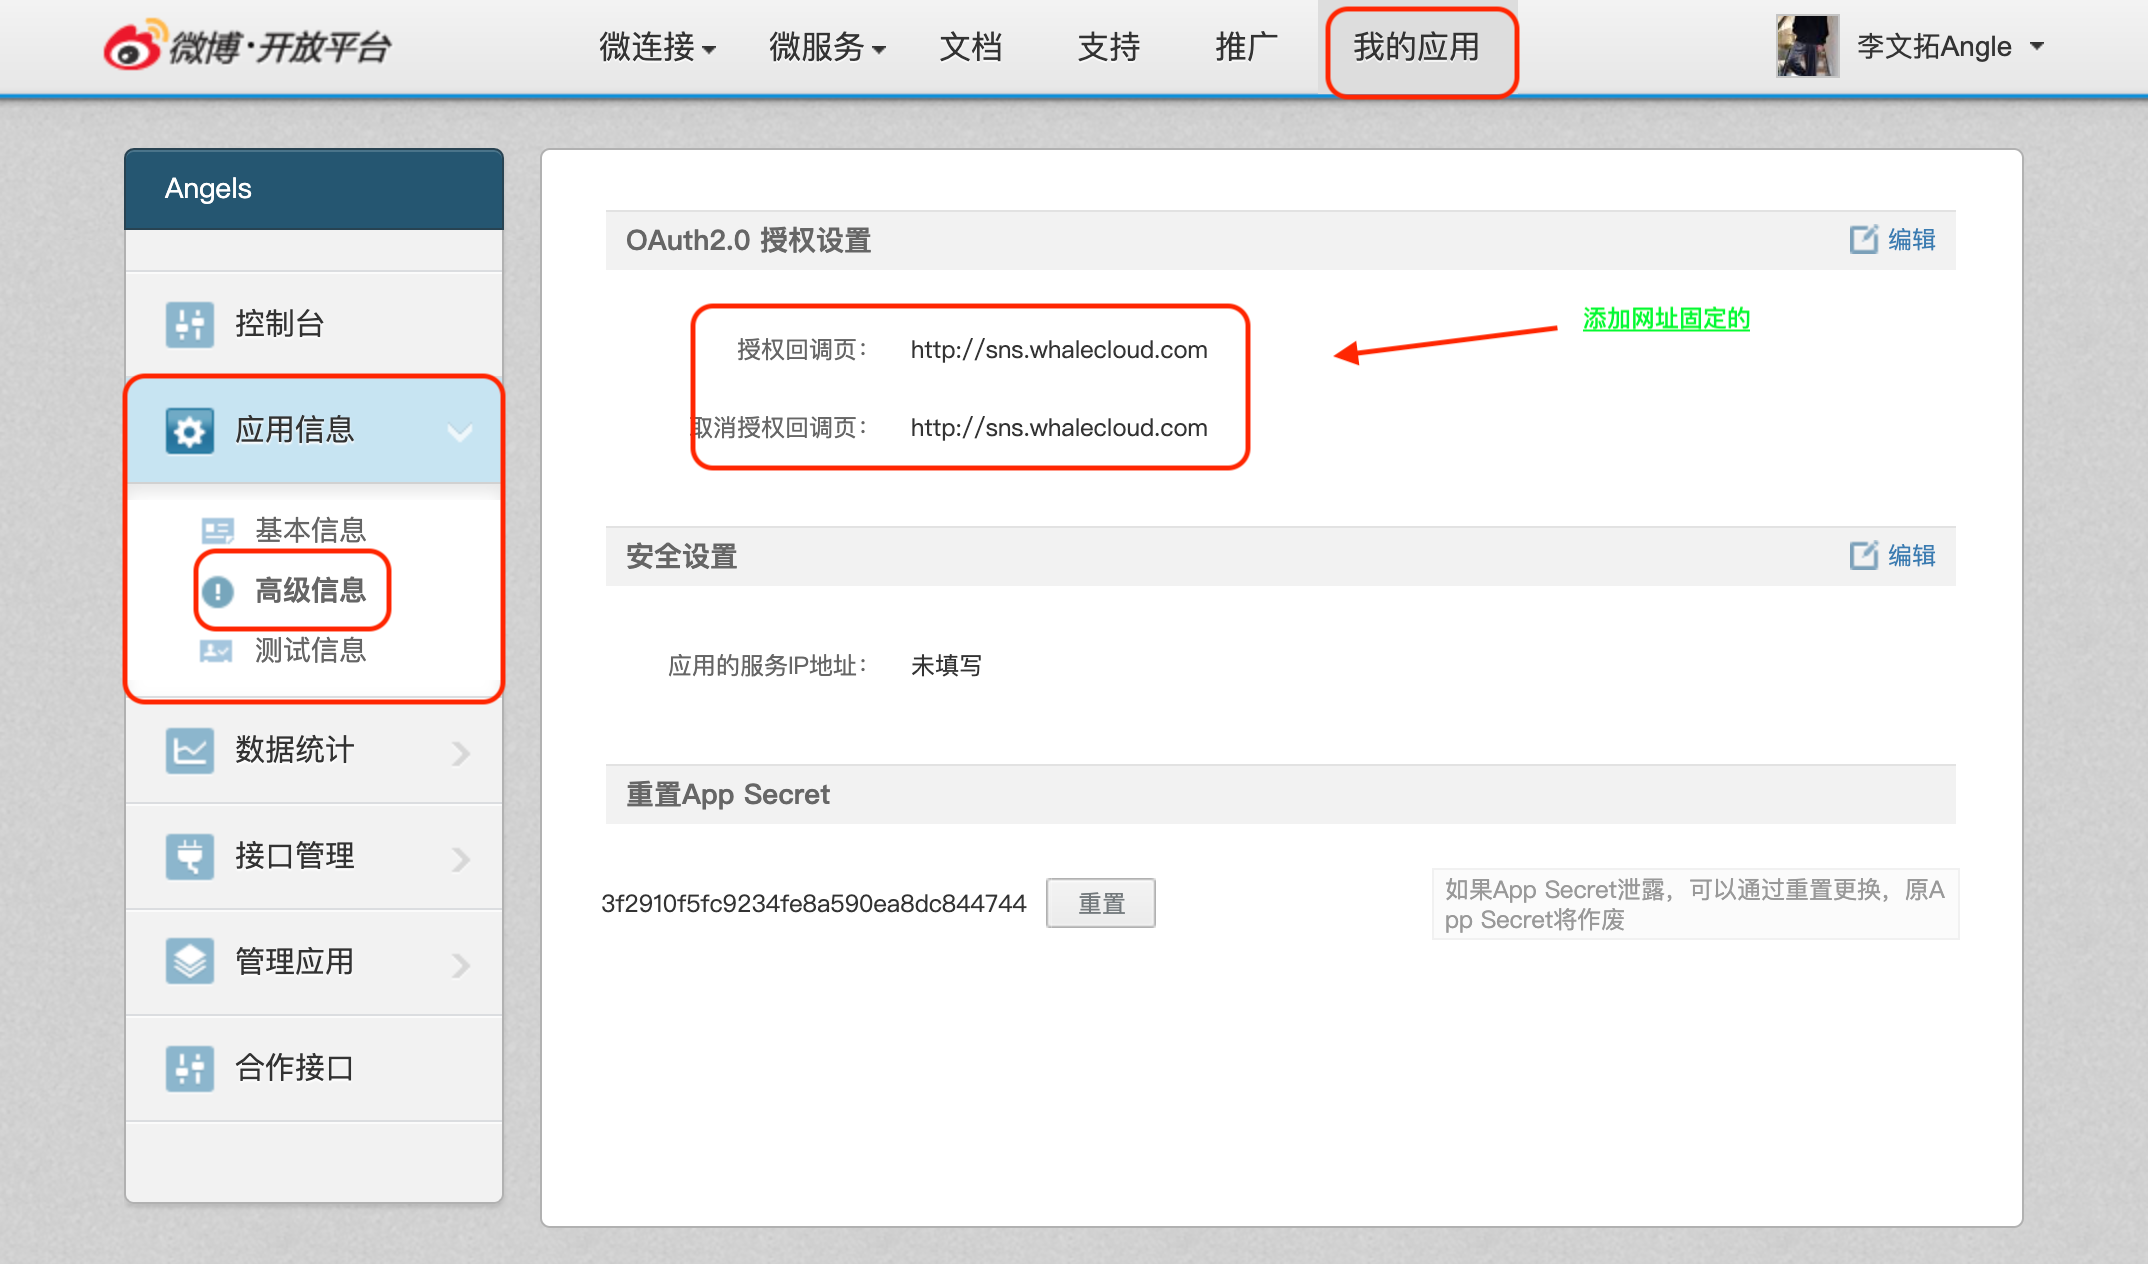 微博·开放平台
微连接 微服务 文档 支持 推广 我的应用 李文拓Angle
Angels
控制台
应用信息
基本信息
高级信息
测试信息
数据统计
接口管理
管理应用
合作接口
OAuth2.0 授权设置 编辑
添加网址固定的
授权回调页： http://sns.whalecloud.com
取消授权回调页： http://sns.whalecloud.com
安全设置 编辑
应用的服务IP地址： 未填写
重置App Secret
3f2910f5fc9234fe8a590ea8dc844744 重置
如果App Secret泄露，可以通过重置更换，原A
pp Secret将作废